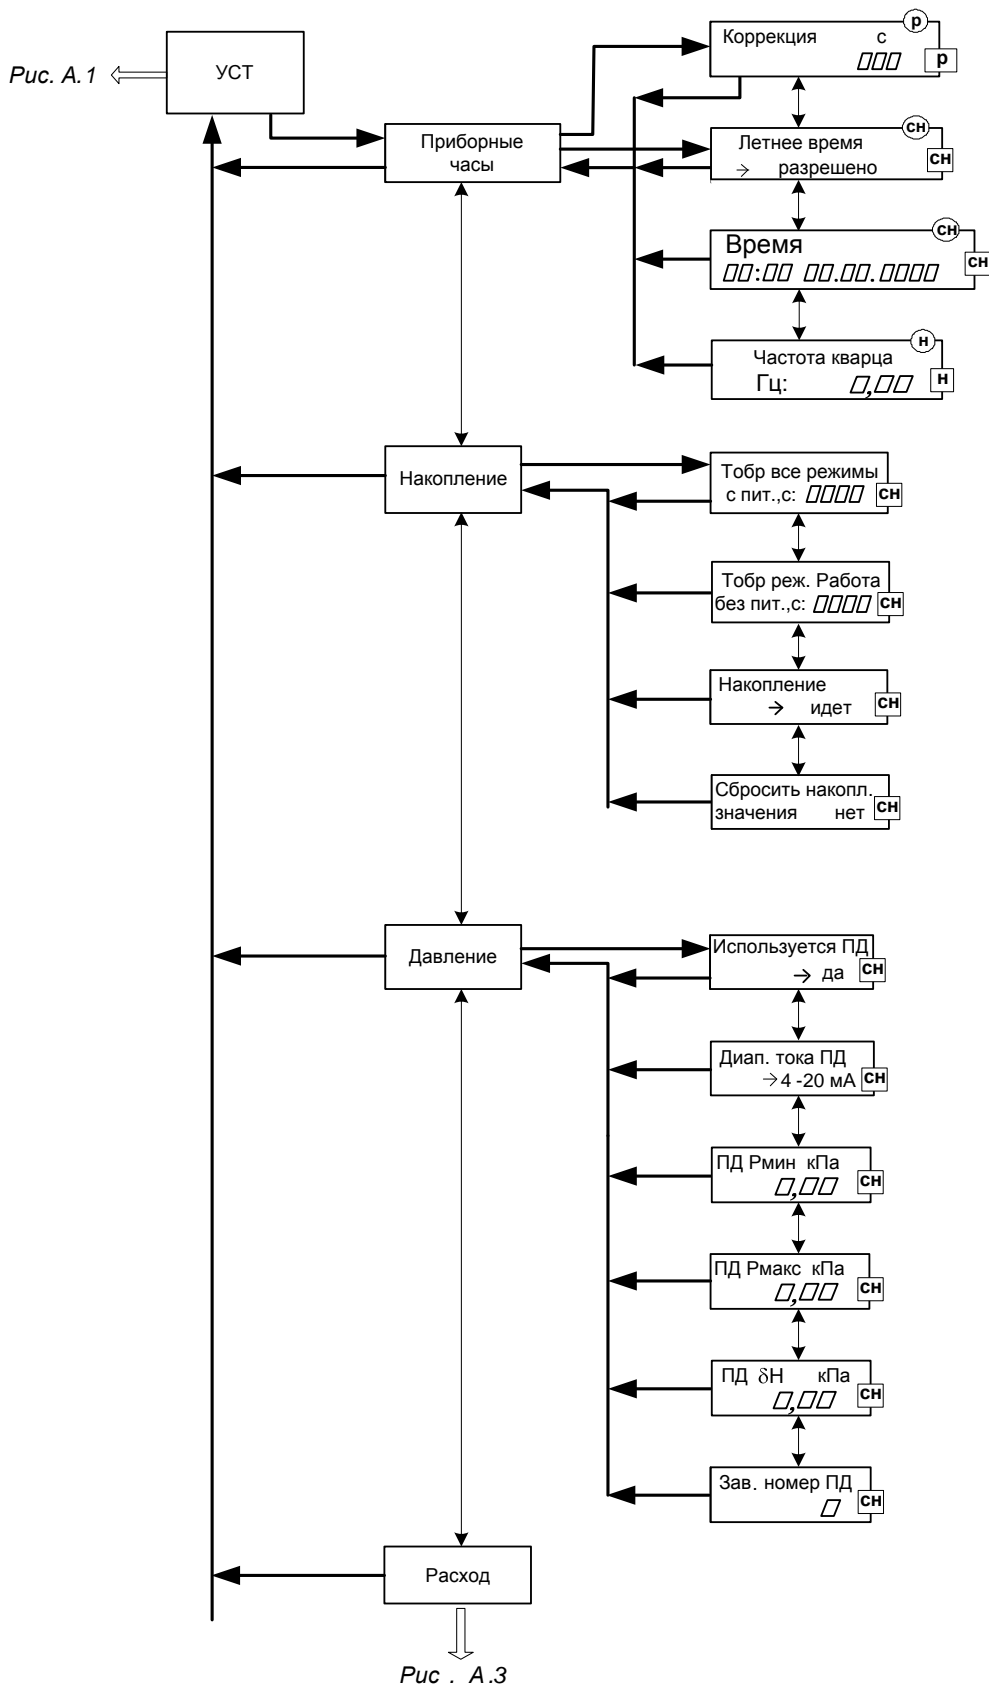 Рис. А.1
УСТ
Приборные
часы
Коррекция с
000
р
р
Летнее время
→ разрешено
сн
сн
Время
00:00 00.00.0000
сн
сн
Частота кварца
Гц: 0,00
н
н
Накопление
Тобр все режимы
с пит.,с: 0000
сн
Тобр реж. Работа
без пит.,с: 0000
сн
Накопление
→ идет
сн
Сбросить накопл.
значения нет
сн
Давление
Используется ПД
→ да
сн
Диап. тока ПД
→4 -20 мА
сн
ПД Рмин кПа
0,00
сн
ПД Рмакс кПа
0,00
сн
ПД δН кПа
0,00
сн
Зав. номер ПД
0
сн
Расход
Рис . А.3